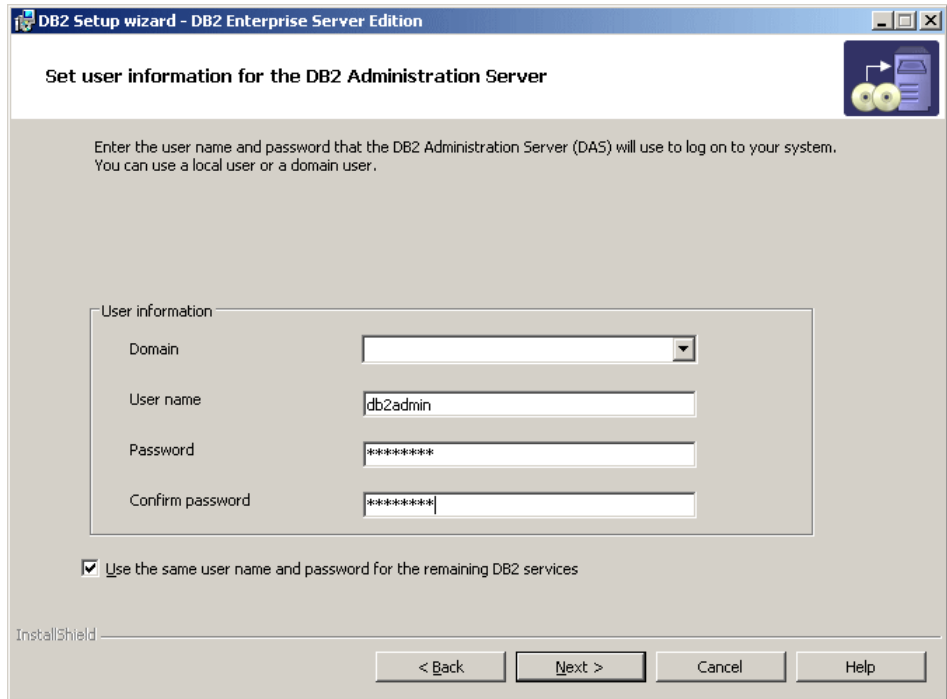 DB2 Setup wizard - DB2 Enterprise Server Edition
Set user information for the DB2 Administration Server
Enter the user name and password that the DB2 Administration Server (DAS) will use to log on to your system.
You can use a local user or a domain user.
User information
Domain
User name
db2admin
Password
********
Confirm password
********
Use the same user name and password for the remaining DB2 services
InstallShield
< Back Next > Cancel Help